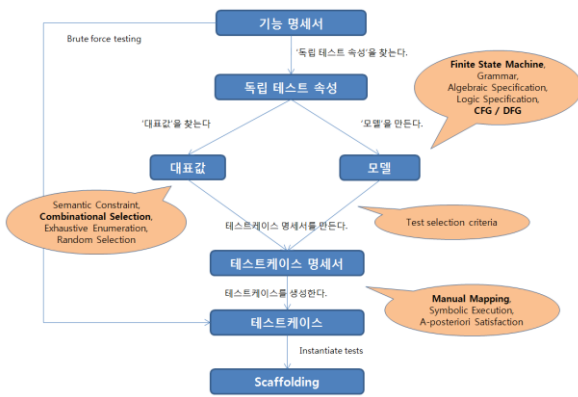 기능 명세서
Brute force testing
'독립 테스트 속성'을 찾는다.
독립 테스트 속성
Finite State Machine,
Grammar,
Algebraic Specification,
Logic Specification,
CFG / DFG
'대표값'을 찾는다
'모델'을 만든다.
대표값
모델
Semantic Constraint,
Combinational Selection,
Exhaustive Enumeration,
Random Selection
테스트케이스 명세서를 만든다.
Test selection criteria
테스트케이스 명세서
테스트케이스를 생성한다.
Manual Mapping,
Symbolic Execution,
A-posteriori Satisfaction
테스트케이스
Instantiate tests
Scaffolding